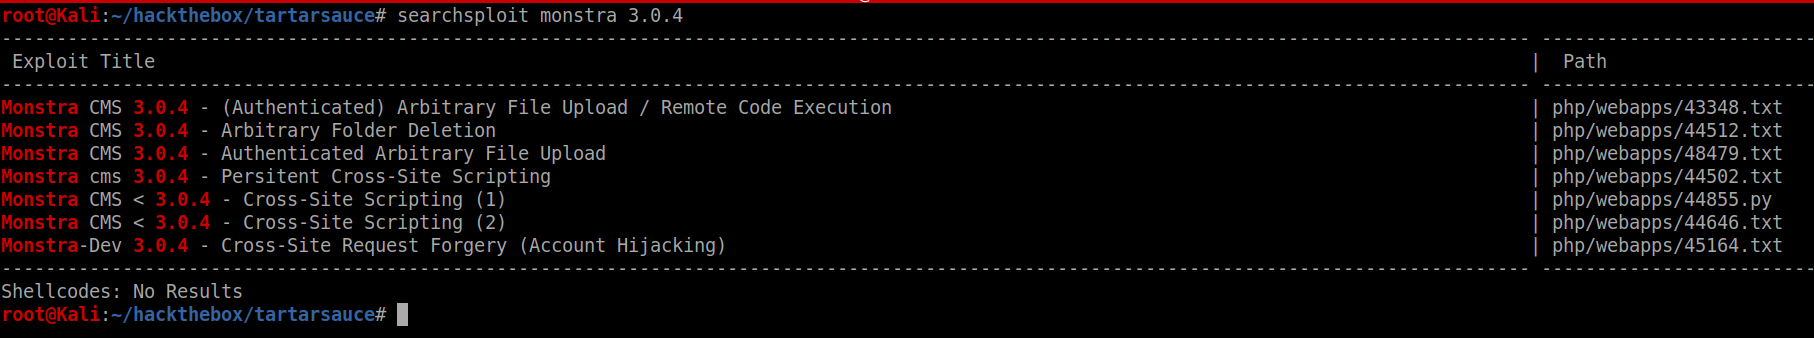 root@Kali:~/hackthebox/tartarsauce# searchsploit monstra 3.0.4
Exploit Title | Path
Monstra CMS 3.0.4 - (Authenticated) Arbitrary File Upload / Remote Code Execution | php/webapps/43348.txt
Monstra CMS 3.0.4 - Arbitrary Folder Deletion | php/webapps/44512.txt
Monstra CMS 3.0.4 - Authenticated Arbitrary File Upload | php/webapps/48479.txt
Monstra cms 3.0.4 - Persitent Cross-Site Scripting | php/webapps/44502.txt
Monstra CMS < 3.0.4 - Cross-Site Scripting (1) | php/webapps/44855.py
Monstra CMS < 3.0.4 - Cross-Site Scripting (2) | php/webapps/44646.txt
Monstra-Dev 3.0.4 - Cross-Site Request Forgery (Account Hijacking) | php/webapps/45164.txt
Shellcodes: No Results
root@Kali:~/hackthebox/tartarsauce#